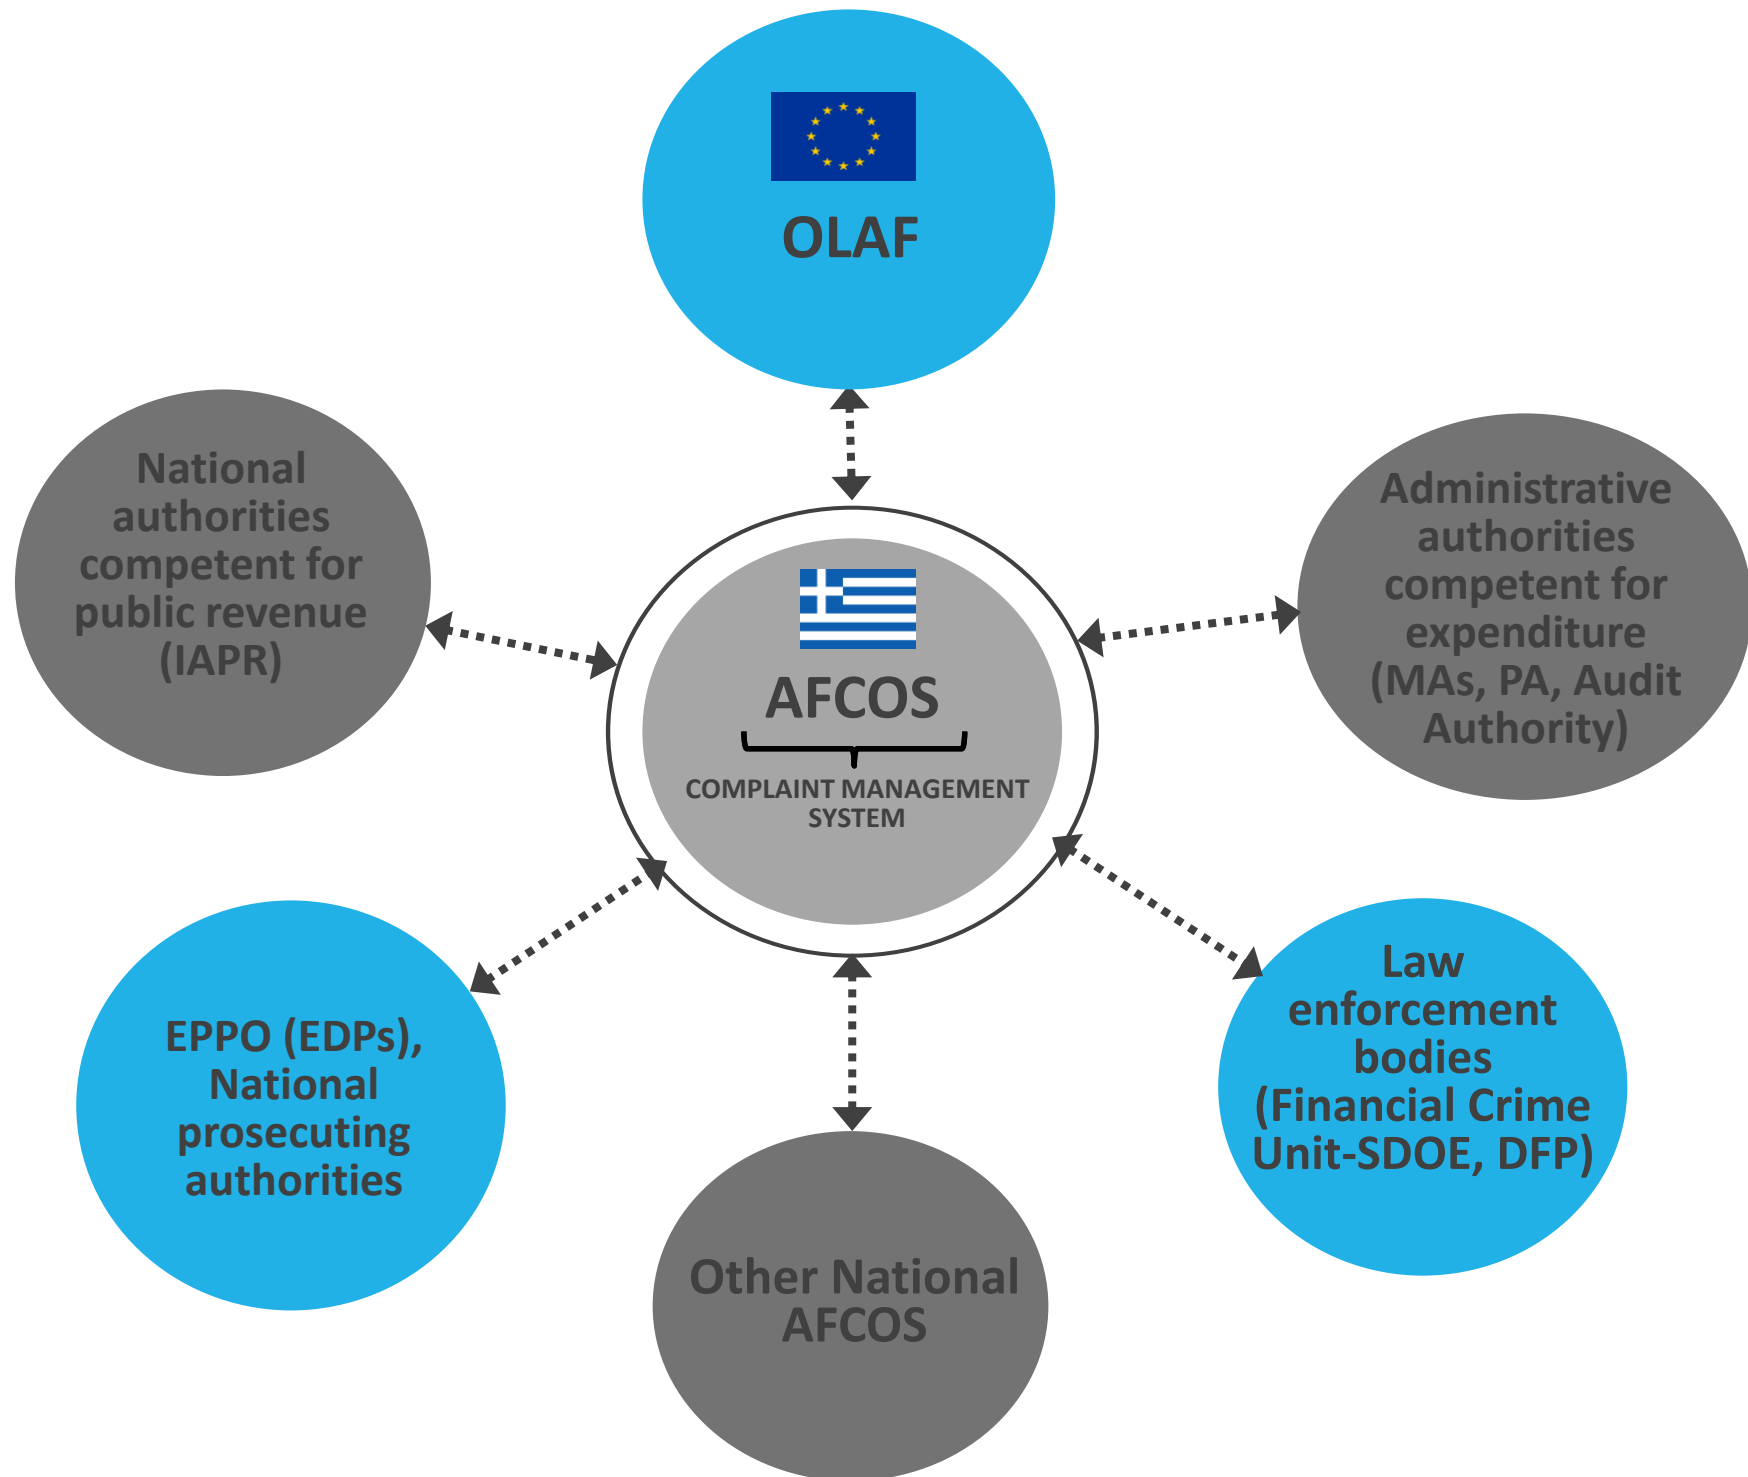 OLAF
National
authorities
competent for
public revenue
(IAPR)
Administrative
authorities
competent for
expenditure
(MAs, PA, Audit
Authority)
AFCOS
COMPLAINT MANAGEMENT
SYSTEM
EPPO (EDPs),
National
prosecuting
authorities
Law
enforcement
bodies
(Financial Crime
Unit-SDOE, DFP)
Other National
AFCOS